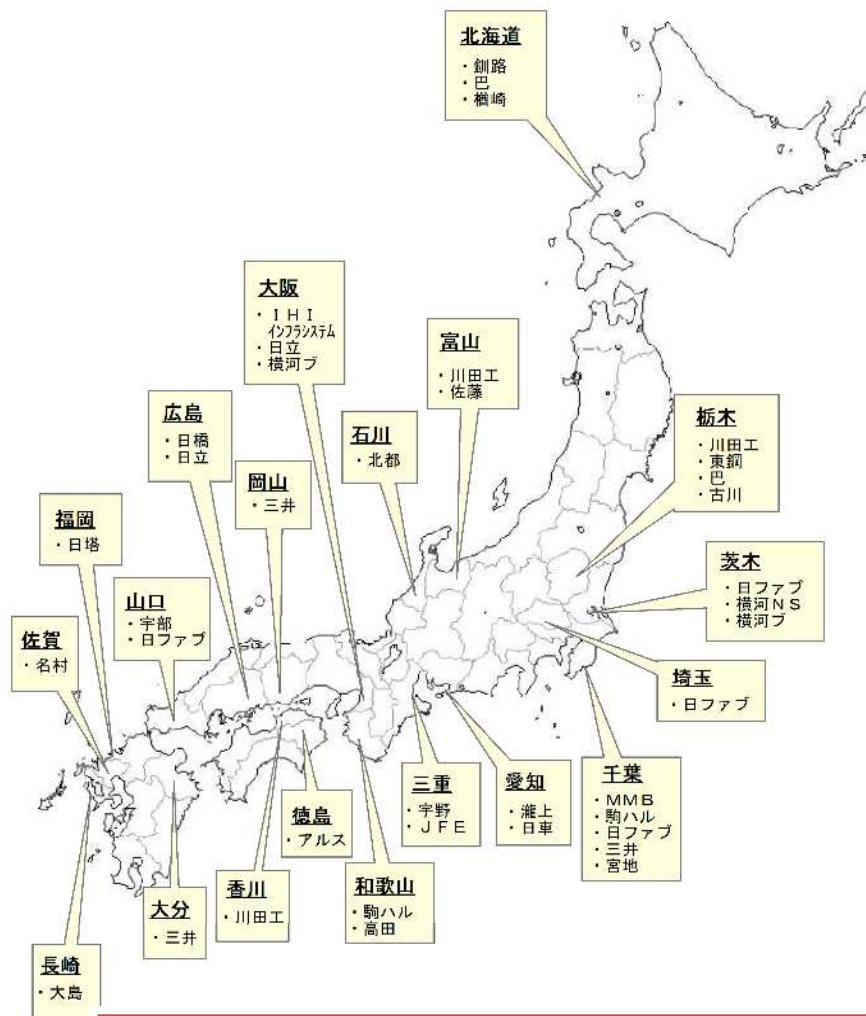 北海道
・釧路
・巴
・楢崎
大阪
・ＩＨＩ
ｲﾝﾌﾗｼｽﾃﾑ
・日立
・横河ブ
富山
・川田工
・佐藤
広島
・日橋
・日立
石川
・北都
栃木
・川田工
・東鋼
・巴
・古川
岡山
・三井
福岡
・日塔
茨木
・日ファブ
・横河ＮＳ
・横河ブ
山口
・宇部
・日ファブ
佐賀
・名村
埼玉
・日ファブ
三重
・宇野
・ＪＦＥ
愛知
・瀧上
・日車
千葉
・ＭＭＢ
・駒ハル
・日ファブ
・三井
・宮地
徳島
・アルス
香川
・川田工
和歌山
・駒ハル
・高田
大分
・三井
長崎
・大島